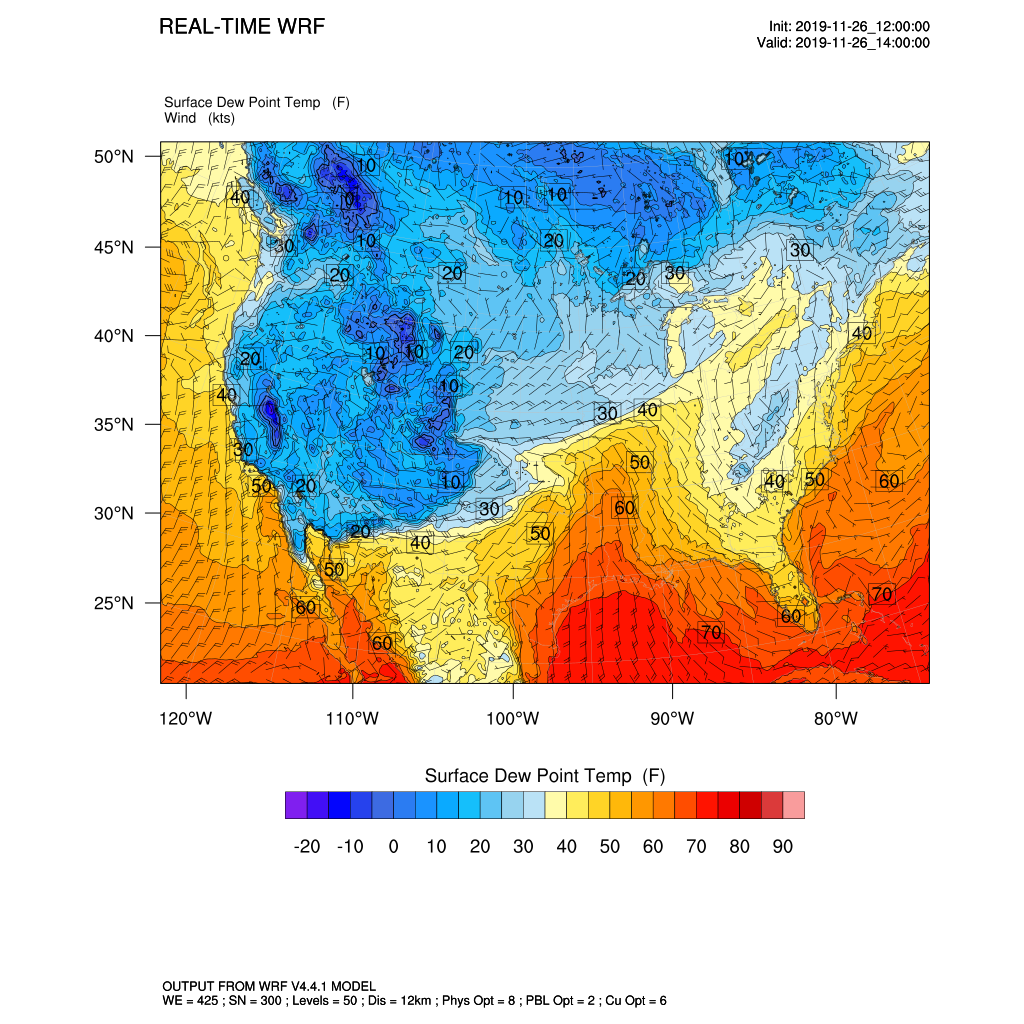 REAL-TIME WRF
Init: 2019-11-26_12:00:00
Valid: 2019-11-26_14:00:00
Surface Dew Point Temp (F)
Wind (kts)
50°N
45°N
40°N
35°N
30°N
25°N
10
10
40
0
10
10
30
10
20
30
20
20
20
30
40
20
10
10
20
10
40
30
40
30
50
40
50
60
50
20
10
30
60
20
40
50
50
60
70
60
60
70
120°W 110°W 100°W 90°W 80°W
Surface Dew Point Temp (F)
-20 -10 0 10 20 30 40 50 60 70 80 90
OUTPUT FROM WRF V4.4.1 MODEL
WE = 425 ; SN = 300 ; Levels = 50 ; Dis = 12km ; Phys Opt = 8 ; PBL Opt = 2 ; Cu Opt = 6